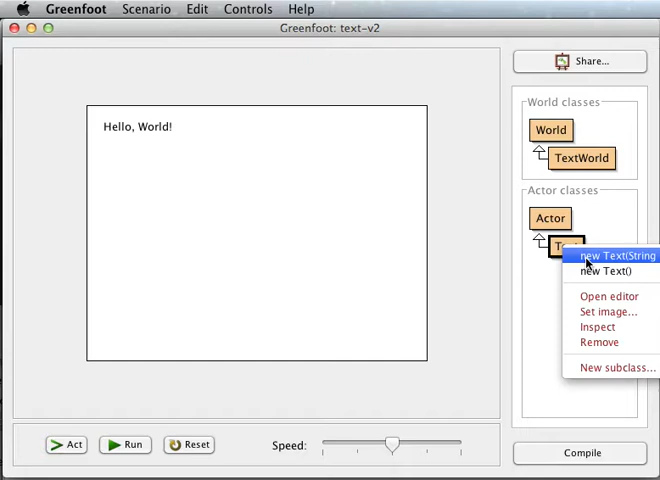 Greenfoot Scenario Edit Controls Help
Greenfoot: text-v2
Share...
World classes
World
TextWorld
Hello, World!
Actor classes
Actor
new Text(String
new Text()
Open editor
Set image...
Inspect
Remove
New subclass...
Act Run Reset Speed:
Compile